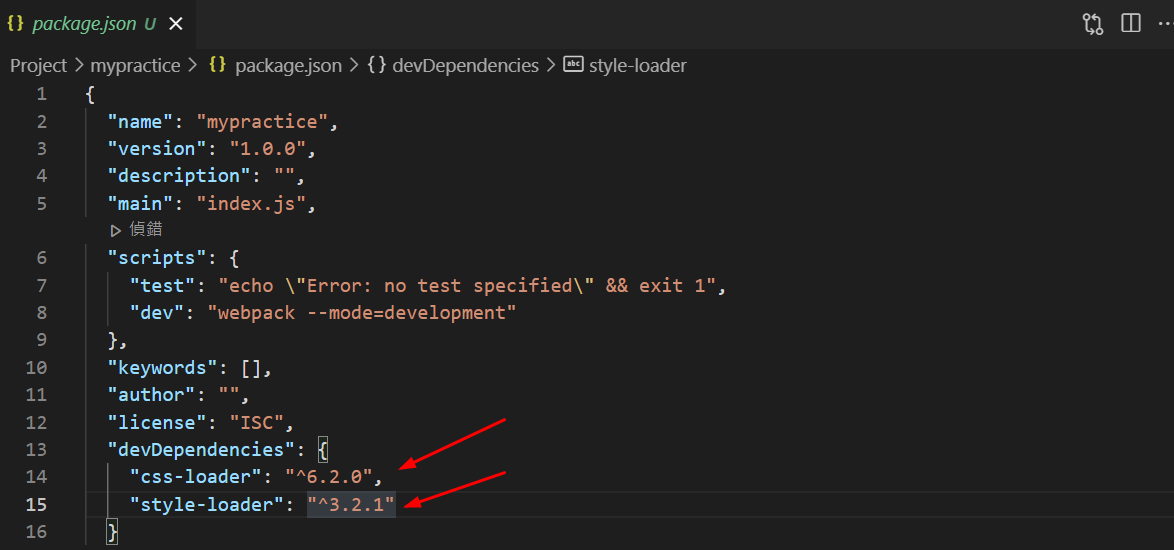 {} package.json U ×
Project > mypractice > {} package.json > {} devDependencies > abc style-loader
1 {
2 "name": "mypractice",
3 "version": "1.0.0",
4 "description": "",
5 "main": "index.js",
▷ 偵錯
6 "scripts": {
7 "test": "echo \"Error: no test specified\" && exit 1",
8 "dev": "webpack --mode=development"
9 },
10 "keywords": [],
11 "author": "",
12 "license": "ISC",
13 "devDependencies": {
14 "css-loader": "^6.2.0",
15 "style-loader": "^3.2.1"
16 }